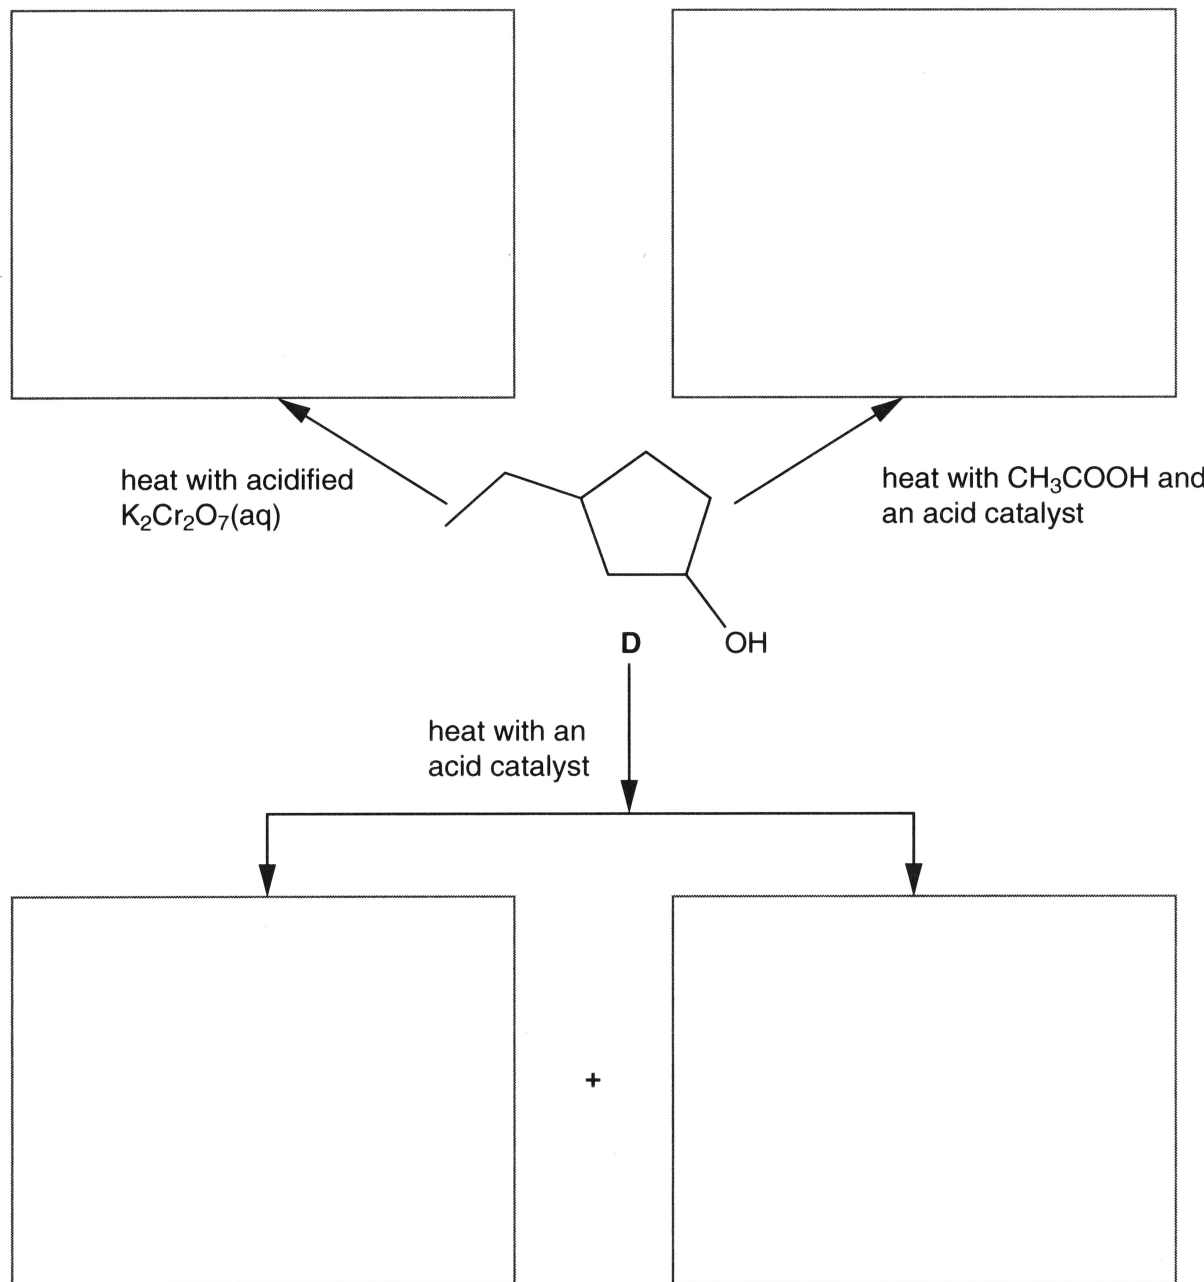 heat with acidified
K₂Cr₂O₇(aq)
heat with CH₃COOH and
an acid catalyst
D
OH
heat with an
acid catalyst
+